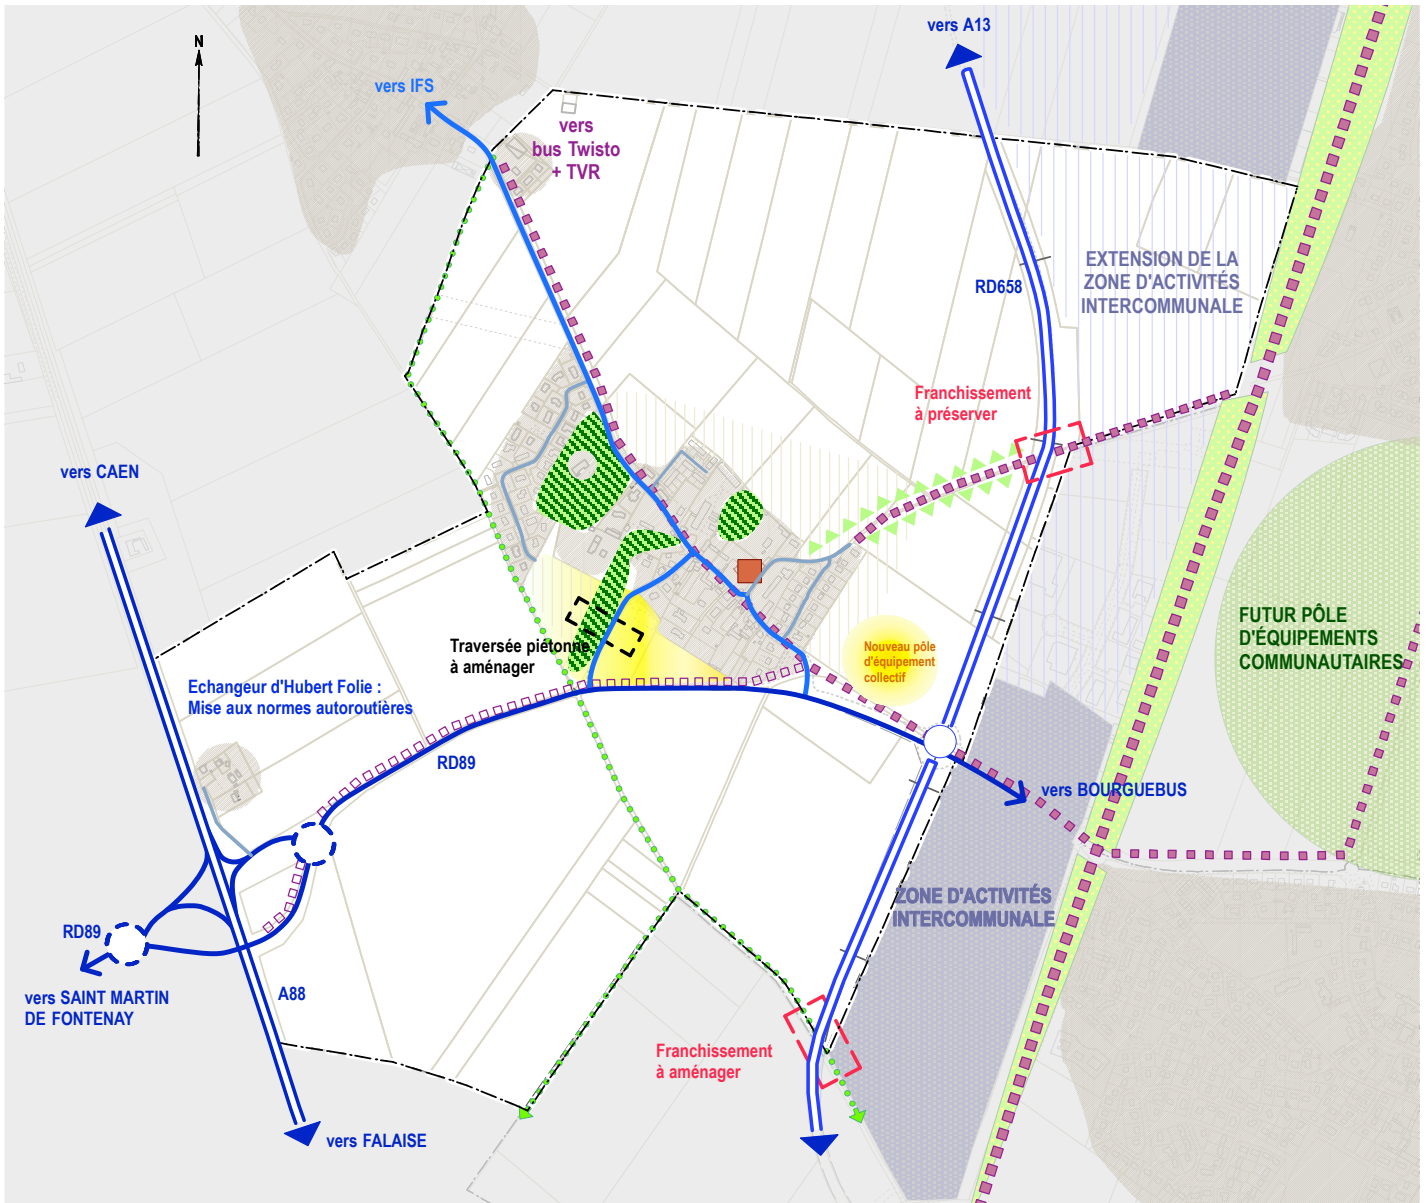 vers A13
N
vers IFS
vers
bus Twisto
+ TVR
EXTENSION DE LA
ZONE D'ACTIVITÉS
INTERCOMMUNALE
RD658
Franchissement
à préserver
vers CAEN
FUTUR PÔLE
D'ÉQUIPEMENTS
COMMUNAUTAIRES
Traversée piétonne
à aménager
Nouveau pôle
d'équipement
collectif
Echangeur d'Hubert Folie :
Mise aux normes autoroutières
RD89
vers BOURGUEBUS
ZONE D'ACTIVITÉS
INTERCOMMUNALE
RD89
vers SAINT MARTIN
DE FONTENAY
A88
Franchissement
à aménager
vers FALAISE